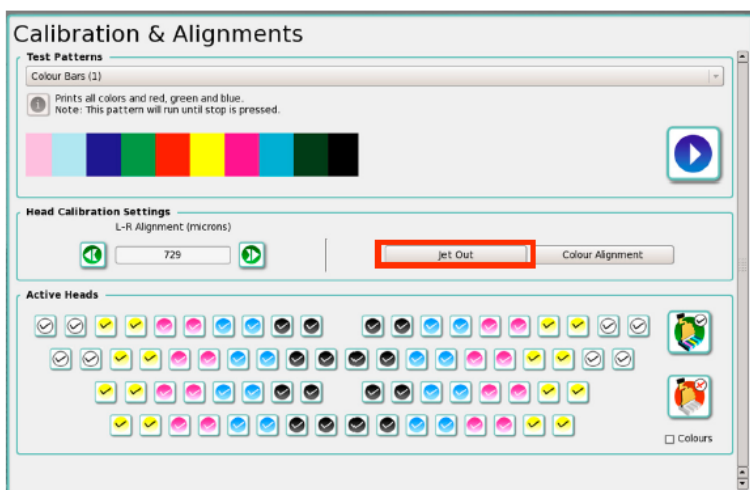 Calibration & Alignments
Test Patterns
Colour Bars (1)
Prints all colors and red, green and blue.
Note: This pattern will run until stop is pressed.
Head Calibration Settings
L-R Alignment (microns)
729
Jet Out
Colour Alignment
Active Heads
Colours